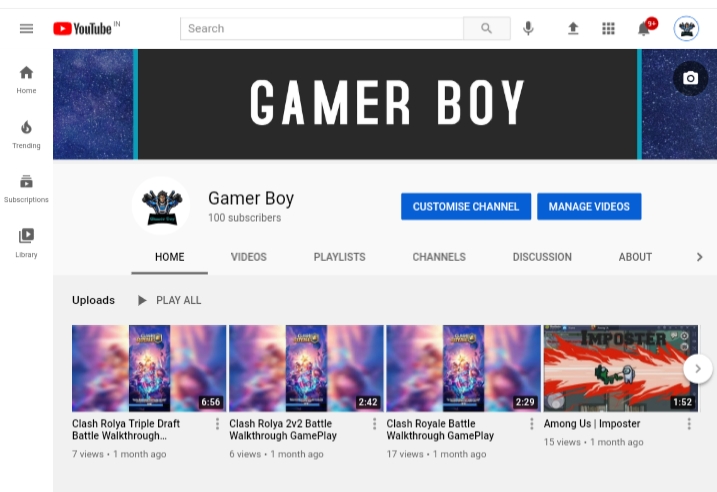 YouTube IN
Search
9+
Home
Trending
Subscriptions
Library
GAMER BOY
Gamer Boy
100 subscribers
CUSTOMISE CHANNEL
MANAGE VIDEOS
HOME VIDEOS PLAYLISTS CHANNELS DISCUSSION ABOUT
Uploads PLAY ALL
6:56
Clash Rolya Triple Draft
Battle Walkthrough...
7 views • 1 month ago
2:42
Clash Rolya 2v2 Battle
Walkthrough GamePlay
6 views • 1 month ago
2:29
Clash Royale Battle
Walkthrough GamePlay
17 views • 1 month ago
IMPOSTER
1:52
Among Us | Imposter
15 views • 1 month ago